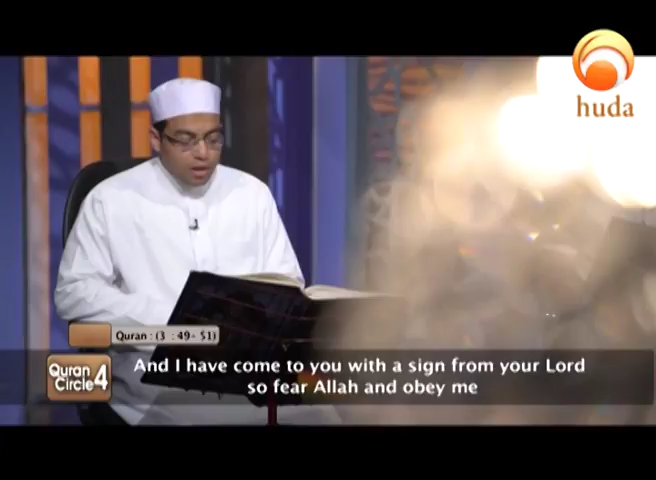 huda
Quran : (3 : 49- 51)
Quran
Circle 4
And I have come to you with a sign from your Lord
so fear Allah and obey me